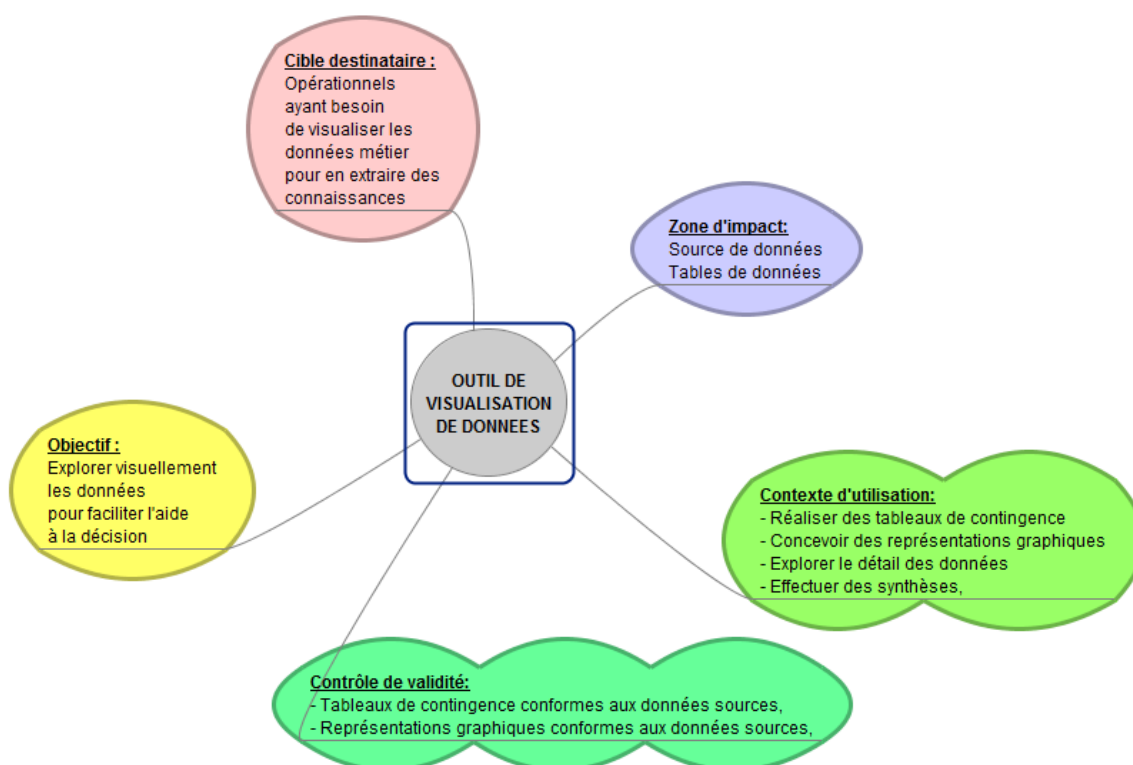 Cible destinataire :
Opérationnels
ayant besoin
de visualiser les
données métier
pour en extraire des
connaissances
Zone d'impact:
Source de données
Tables de données
OUTIL DE
VISUALISATION
DE DONNEES
Objectif :
Explorer visuellement
les données
pour faciliter l'aide
à la décision
Contexte d'utilisation:
- Réaliser des tableaux de contingence
- Concevoir des représentations graphiques
- Explorer le détail des données
- Effectuer des synthèses,
Contrôle de validité:
- Tableaux de contingence conformes aux données sources,
- Représentations graphiques conformes aux données sources,